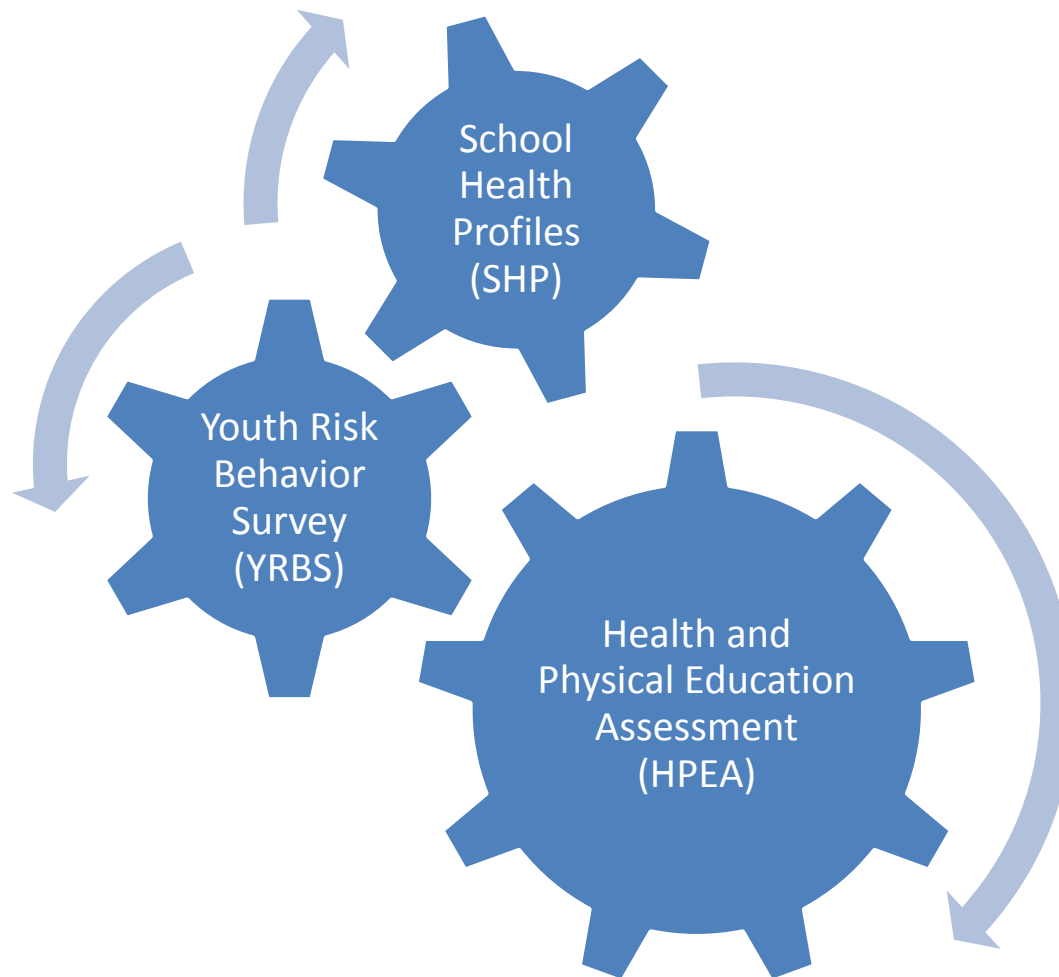 School
Health
Profiles
(SHP)
Youth Risk
Behavior
Survey
(YRBS)
Health and
Physical Education
Assessment
(HPEA)